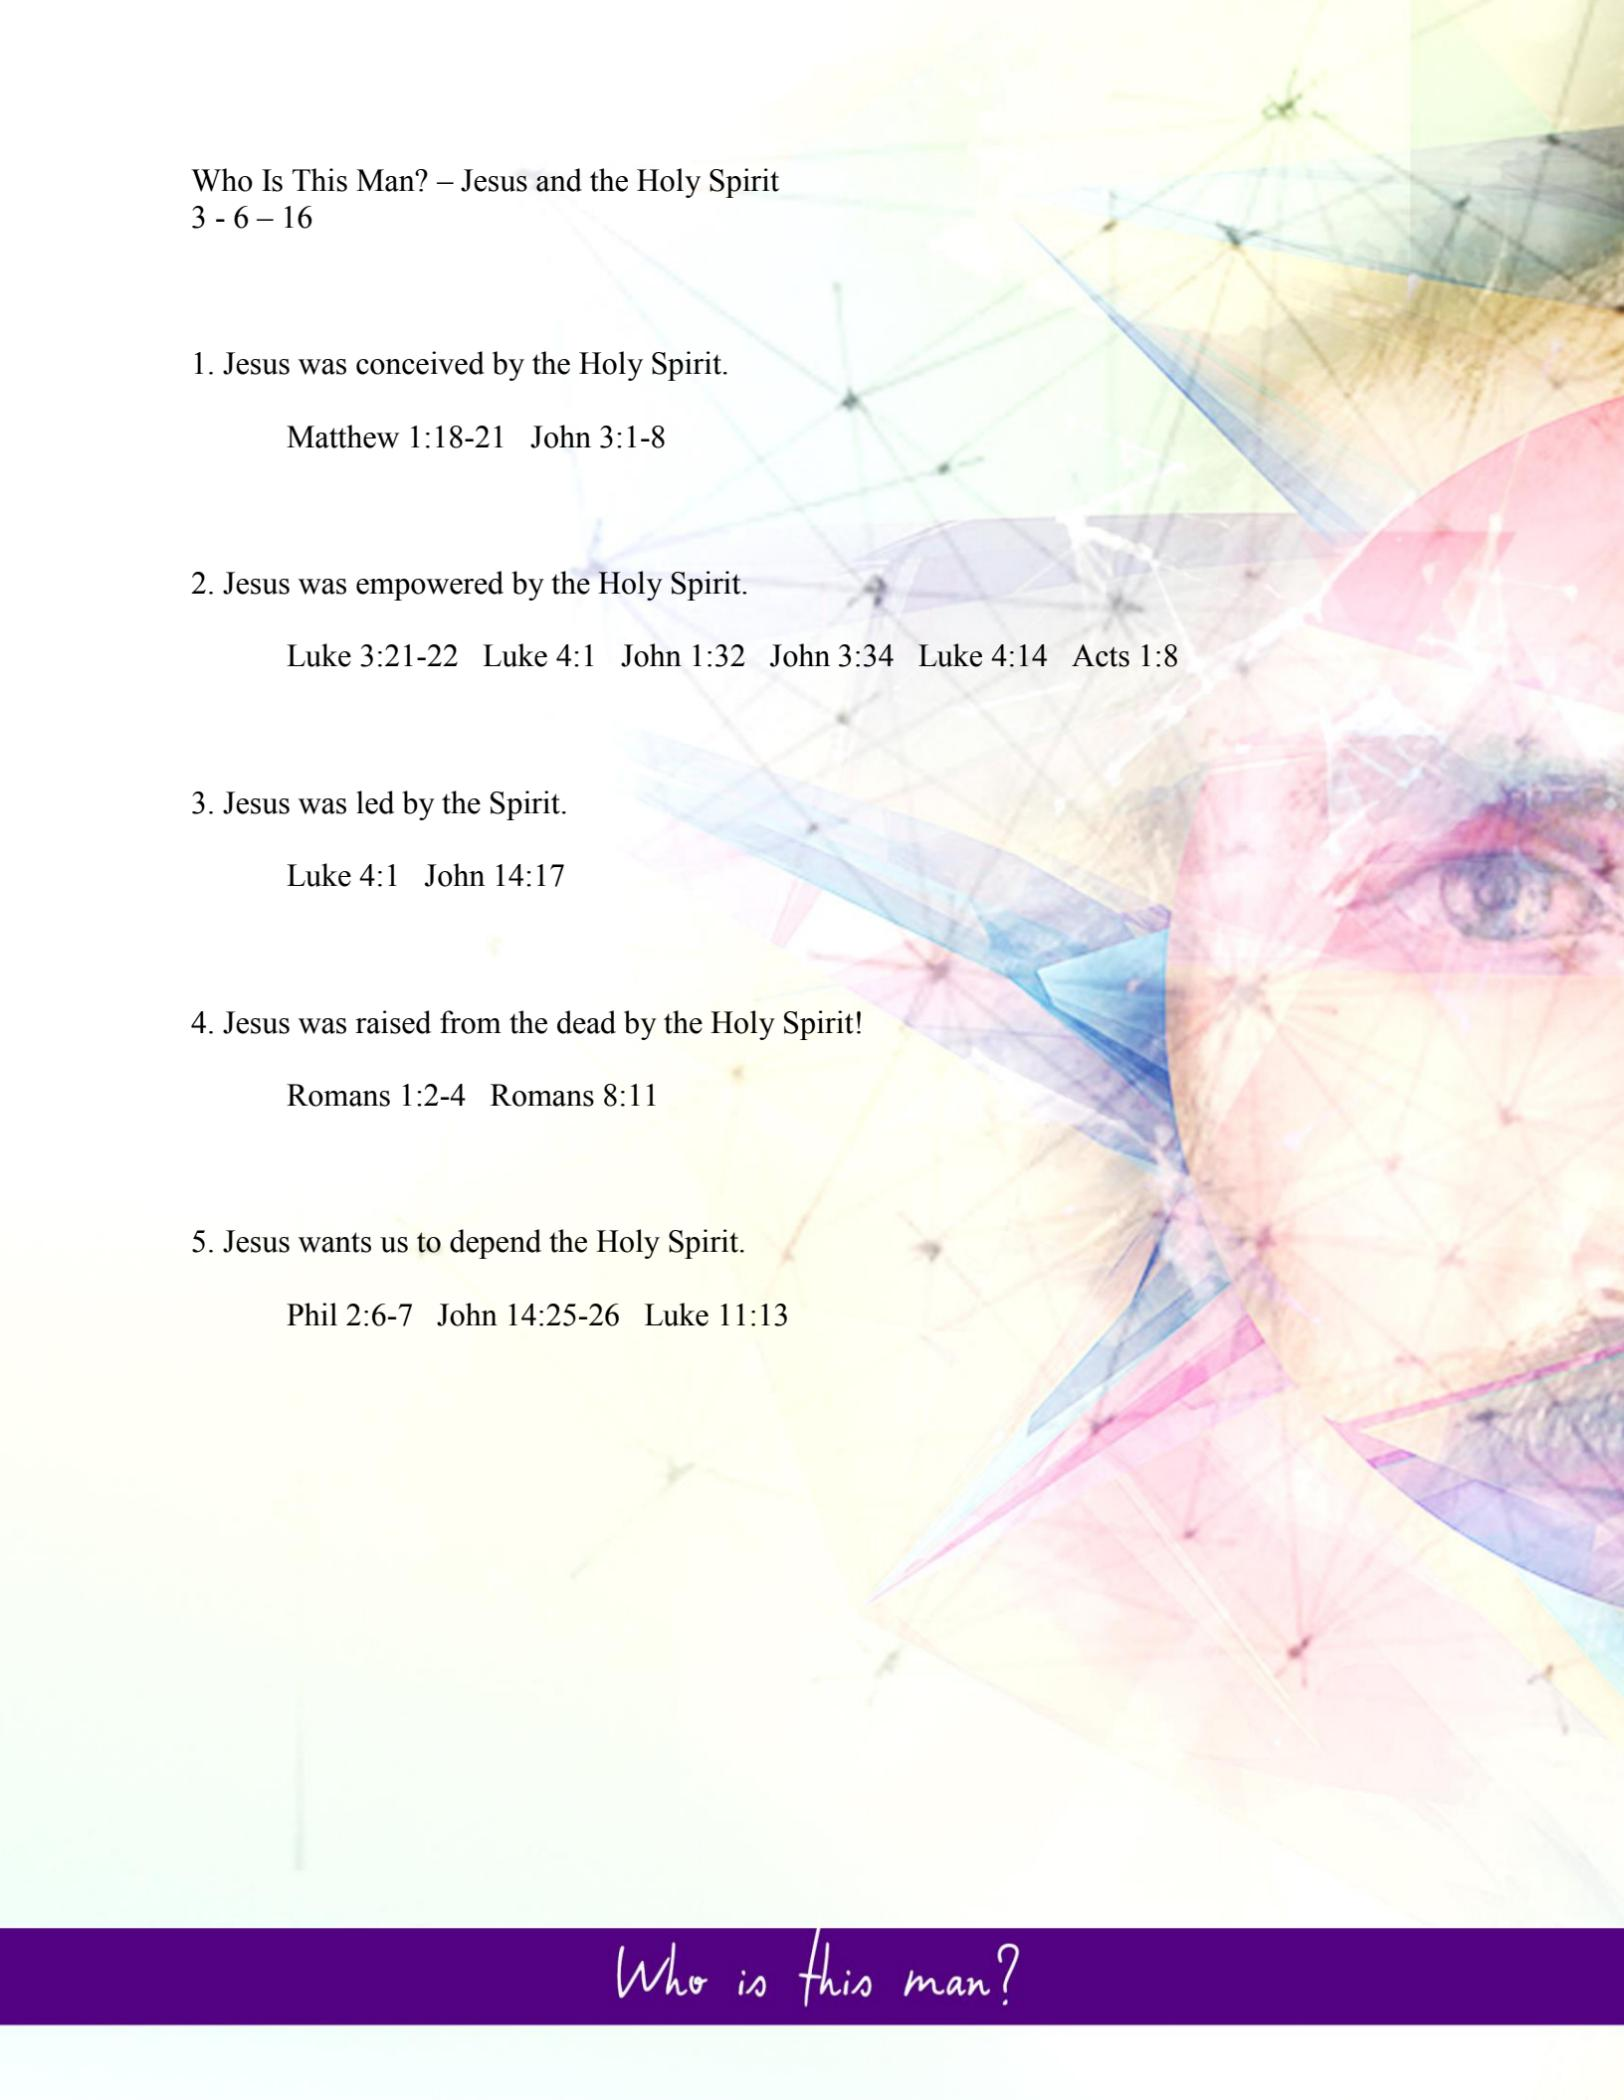 Who Is This Man? – Jesus and the Holy Spirit
3 - 6 – 16
1. Jesus was conceived by the Holy Spirit.
Matthew 1:18-21 John 3:1-8
2. Jesus was empowered by the Holy Spirit.
Luke 3:21-22 Luke 4:1 John 1:32 John 3:34 Luke 4:14 Acts 1:8
3. Jesus was led by the Spirit.
Luke 4:1 John 14:17
4. Jesus was raised from the dead by the Holy Spirit!
Romans 1:2-4 Romans 8:11
5. Jesus wants us to depend the Holy Spirit.
Phil 2:6-7 John 14:25-26 Luke 11:13
Who is this man?